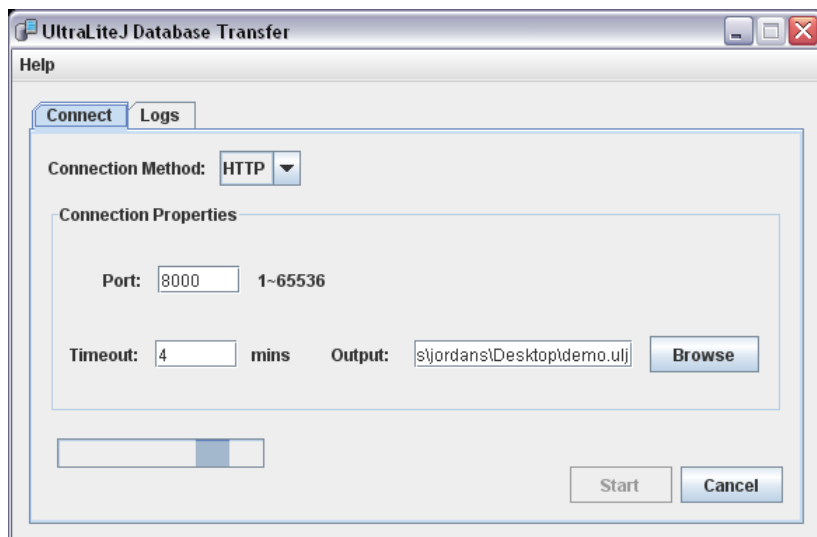 UltraLiteJ Database Transfer
Help
Connect Logs
Connection Method: HTTP
Connection Properties
Port: 8000 1~65536
Timeout: 4 mins Output: s\jordans\Desktop\demo.ulj Browse
Start Cancel